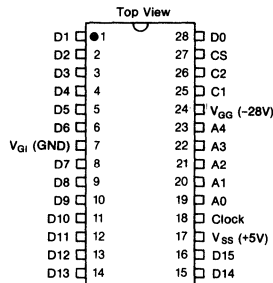 Top View
D1 1 28 D0
D2 2 27 CS
D3 3 26 C2
D4 4 25 C1
D5 5 24 VGG (−28V)
D6 6 23 A4
VGI (GND) 7 22 A3
D7 8 21 A2
D8 9 20 A1
D9 10 19 A0
D10 11 18 Clock
D11 12 17 VSS (+5V)
D12 13 16 D15
D13 14 15 D14